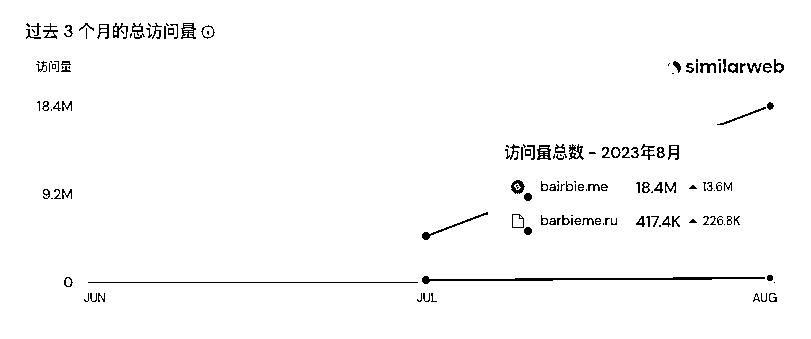 过去 3 个月的总访问量
访问量
similarweb
18.4M
访问量总数 - 2023年8月
bairbie.me 18.4M ▲ 13.6M
9.2M
barbieme.ru 417.4K ▲ 226.8K
0
JUN JUL AUG